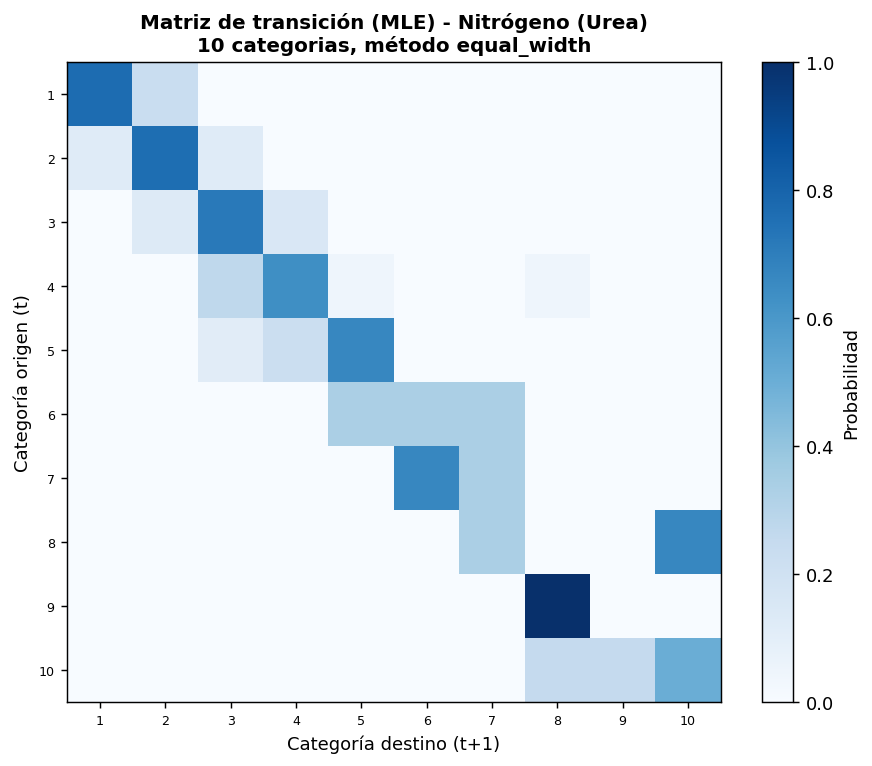 Matriz de transición (MLE) - Nitrógeno (Urea)
10 categorias, método equal_width
Categoría origen (t)
1
2
3
4
5
6
7
8
9
10
1 2 3 4 5 6 7 8 9 10
Categoría destino (t+1)
1.0
0.8
0.6
0.4
0.2
0.0
Probabilidad